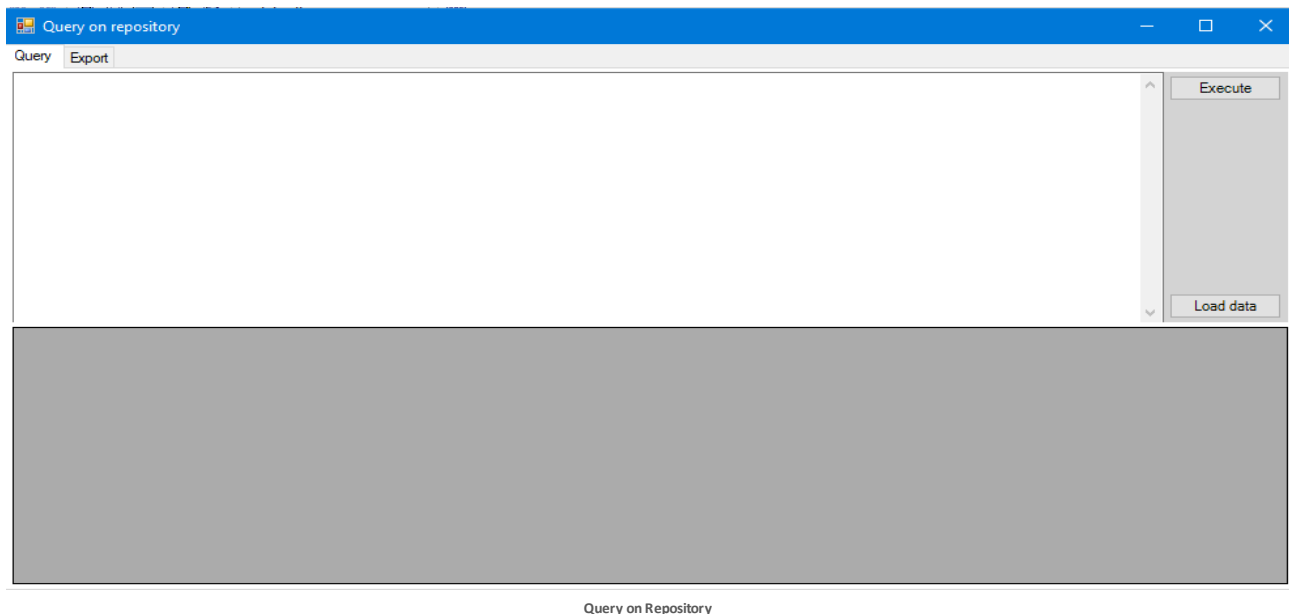 Query on repository
Query Export
Execute
Load data
Query on Repository